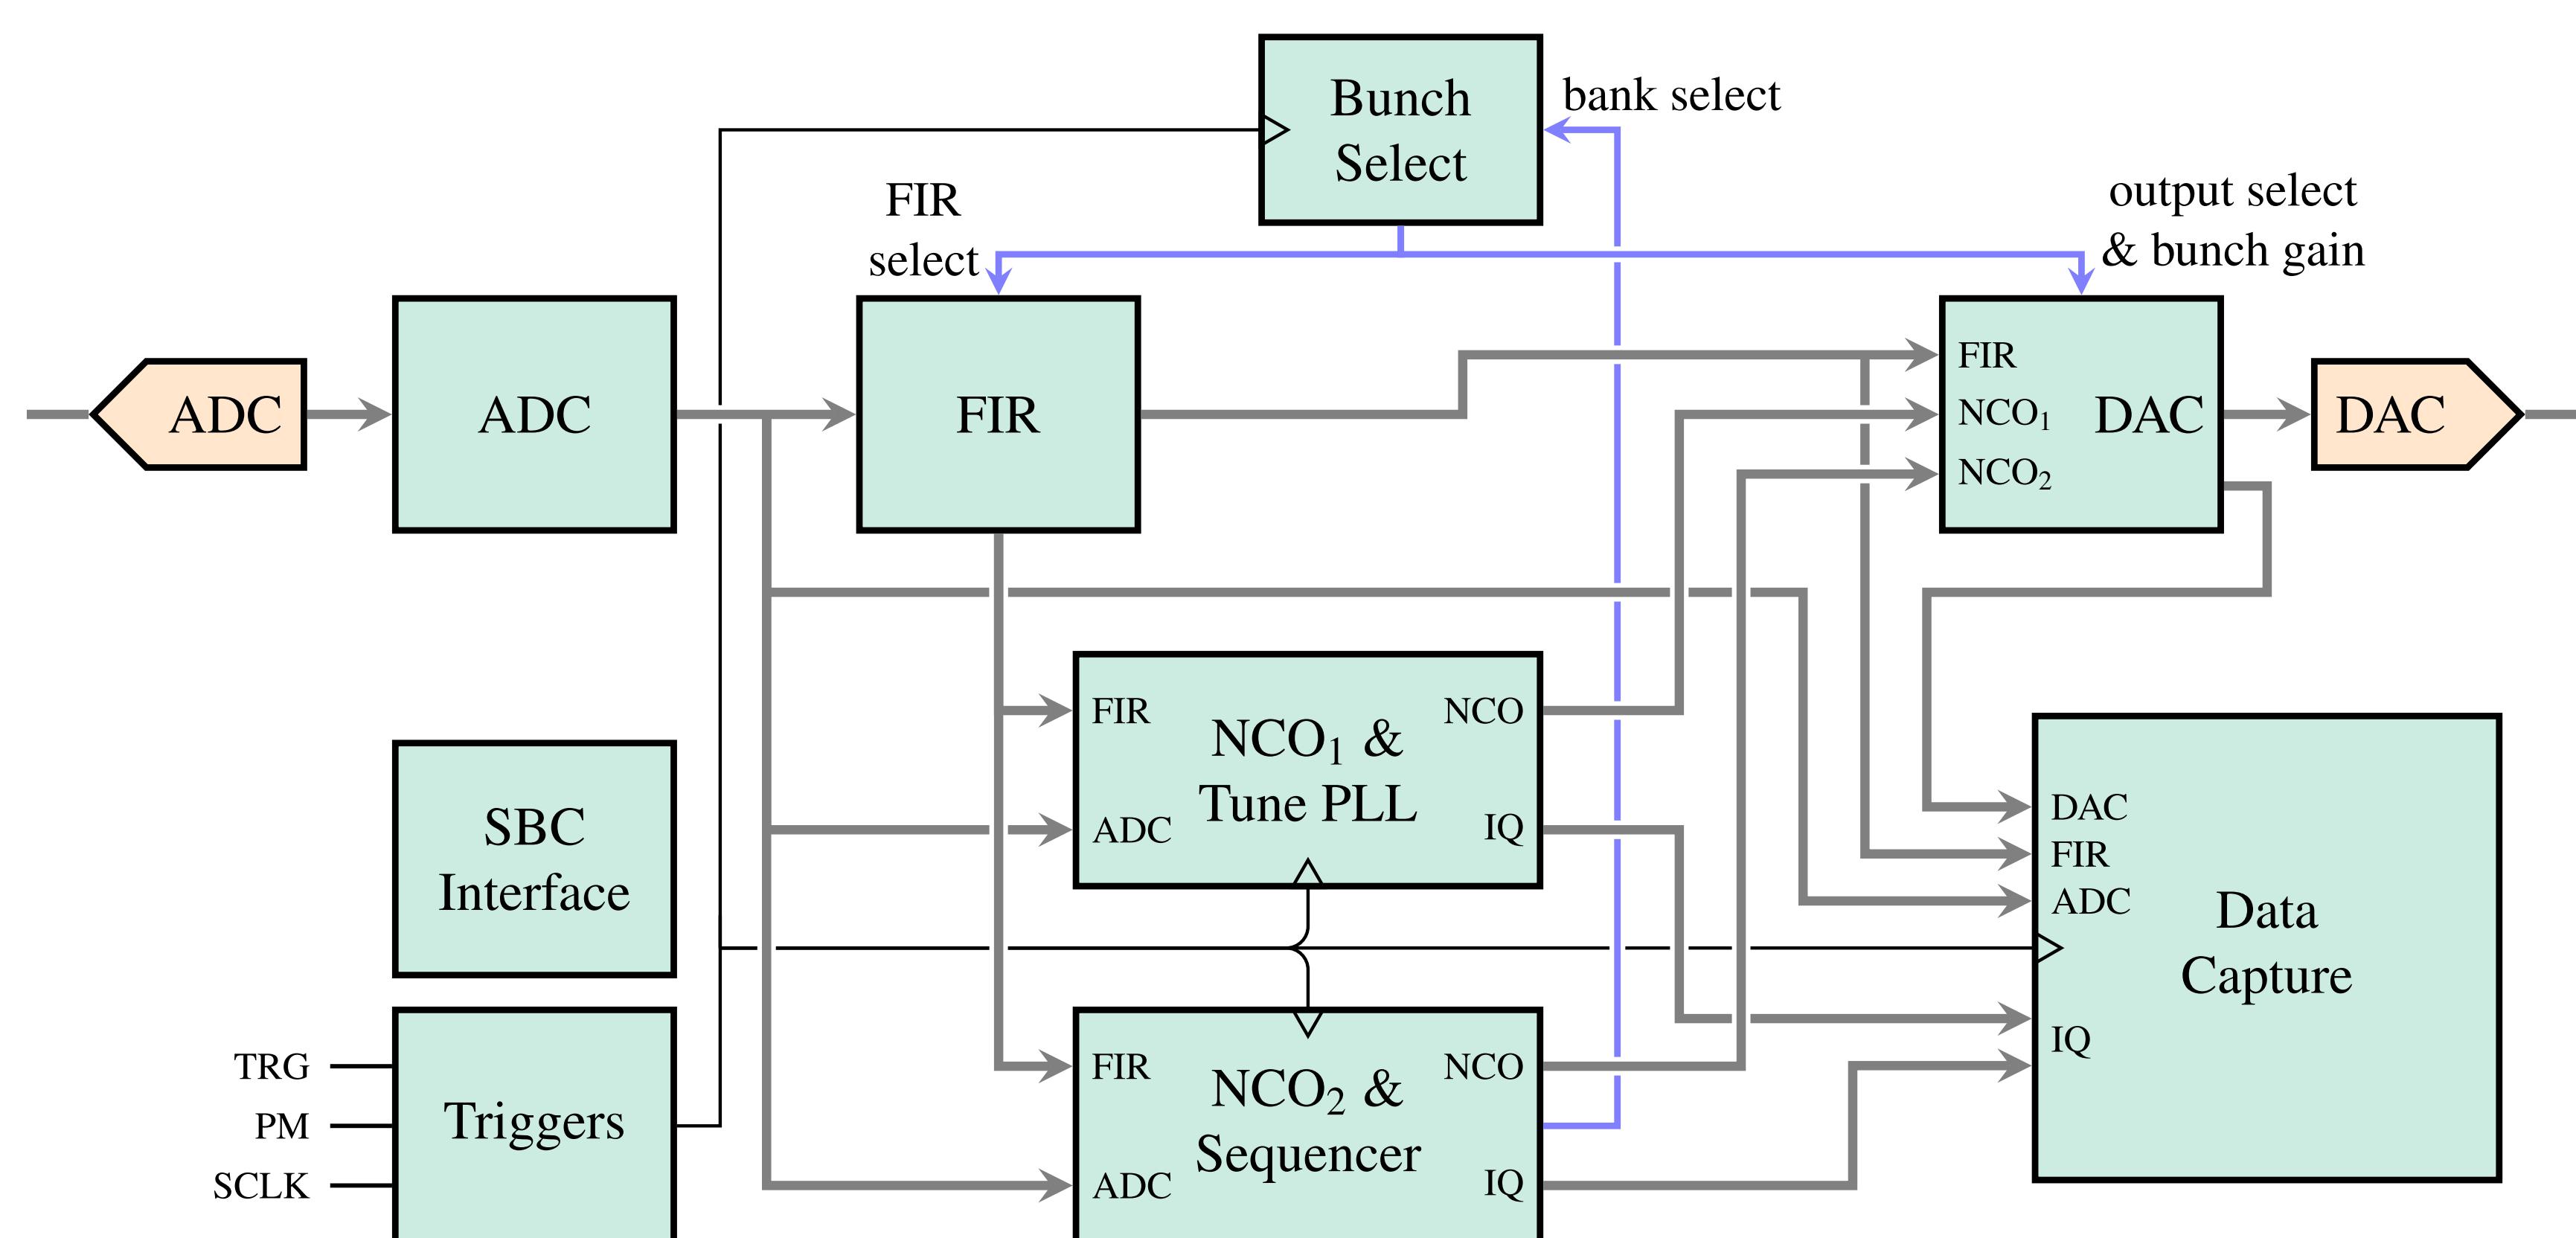 Bunch
Select
bank select
FIR
select
output select
& bunch gain
ADC
ADC
FIR
FIR
NCO₁
NCO₂
DAC
DAC
FIR
ADC
NCO₁ &
Tune PLL
NCO
IQ
SBC
Interface
DAC
FIR
ADC
IQ
Data
Capture
TRG
PM
SCLK
Triggers
FIR
ADC
NCO₂ &
Sequencer
NCO
IQ